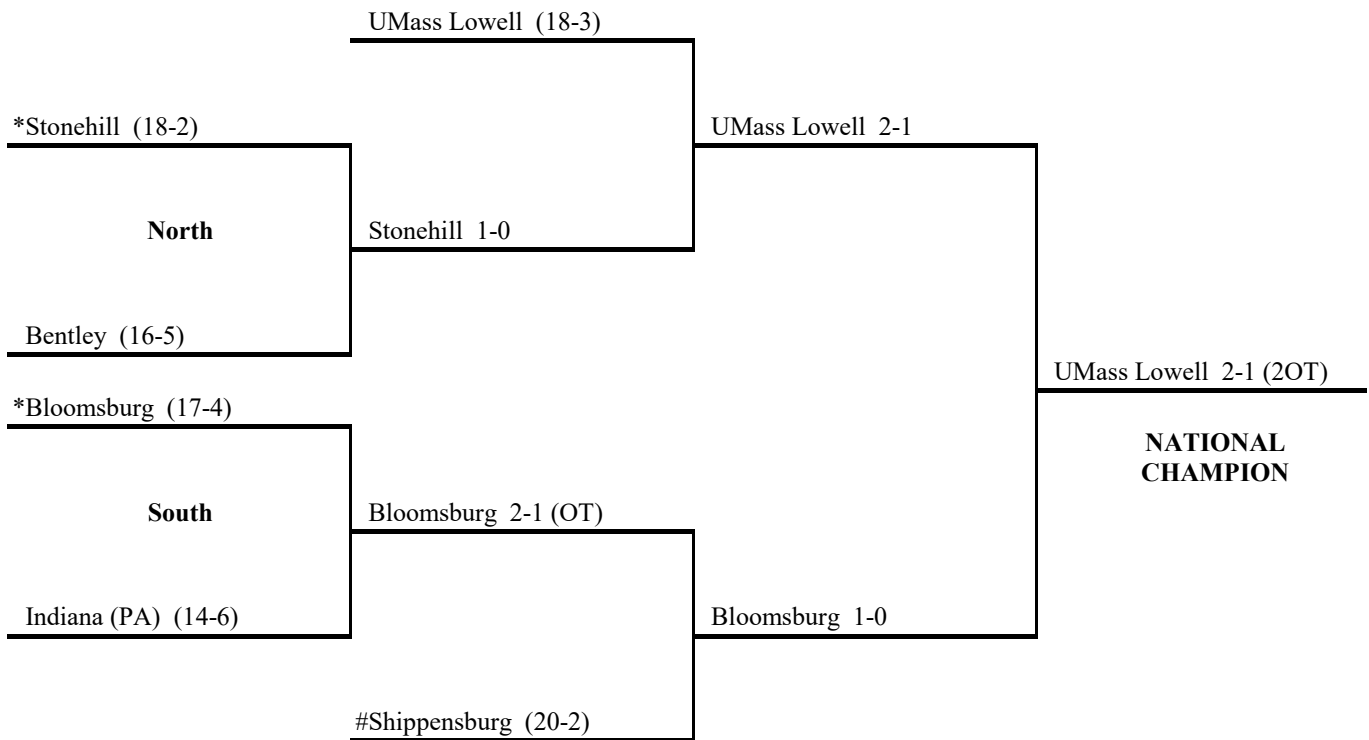 UMass Lowell (18-3)
*Stonehill (18-2)
UMass Lowell 2-1
North
Stonehill 1-0
Bentley (16-5)
UMass Lowell 2-1 (2OT)
*Bloomsburg (17-4)
NATIONAL
CHAMPION
South
Bloomsburg 2-1 (OT)
Indiana (PA) (14-6)
Bloomsburg 1-0
#Shippensburg (20-2)